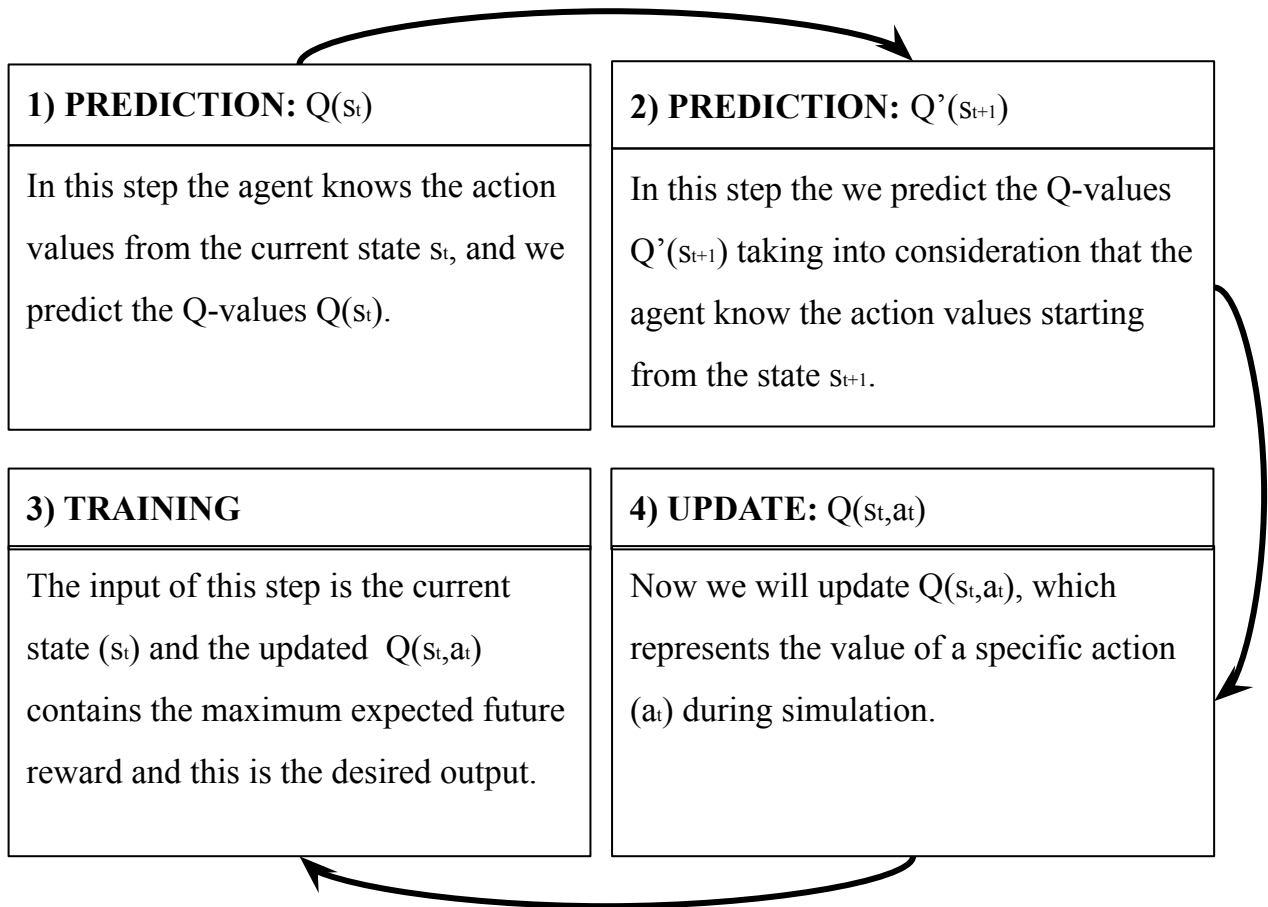 1) PREDICTION: Q(st)
In this step the agent knows the action
values from the current state st, and we
predict the Q-values Q(st).
2) PREDICTION: Q’(st+1)
In this step the we predict the Q-values
Q’(st+1) taking into consideration that the
agent know the action values starting
from the state st+1.
3) TRAINING
The input of this step is the current
state (st) and the updated Q(st,at)
contains the maximum expected future
reward and this is the desired output.
4) UPDATE: Q(st,at)
Now we will update Q(st,at), which
represents the value of a specific action
(at) during simulation.